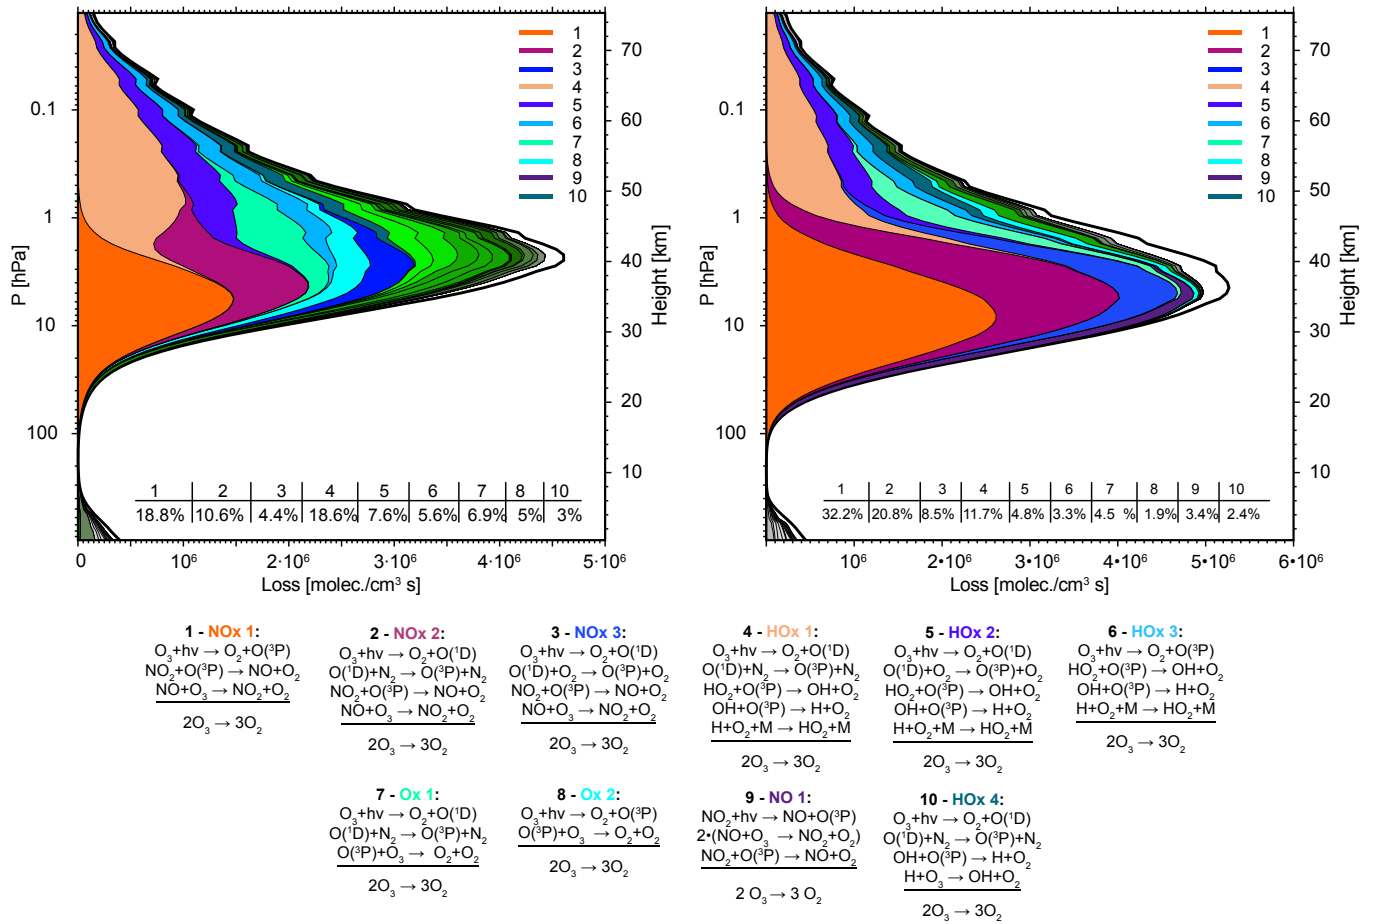 1
2
3
4
5
6
7
8
9
10
0.1
1
10
100
P [hPa]
70
60
50
40
30
20
10
Height [km]
1 2 3 4 5 6 7 8 10
18.8% 10.6% 4.4% 18.6% 7.6% 5.6% 6.9% 5% 3%
0 10⁶ 2•10⁶ 3•10⁶ 4•10⁶ 5•10⁶
Loss [molec./cm³ s]
1
2
3
4
5
6
7
8
9
10
0.1
1
10
100
P [hPa]
70
60
50
40
30
20
10
Height [km]
1 2 3 4 5 6 7 8 9 10
32.2% 20.8% 8.5% 11.7% 4.8% 3.3% 4.5 % 1.9% 3.4% 2.4%
10⁶ 2•10⁶ 3•10⁶ 4•10⁶ 5•10⁶ 6•10⁶
Loss [molec./cm³ s]
1 - NOx 1:
O₃+hv → O₂+O(³P)
NO₂+O(³P) → NO+O₂
NO+O₃ → NO₂+O₂
2O₃ → 3O₂
2 - NOx 2:
O₃+hv → O₂+O(¹D)
O(¹D)+N₂ → O(³P)+N₂
NO₂+O(³P) → NO+O₂
NO+O₃ → NO₂+O₂
2O₃ → 3O₂
3 - NOx 3:
O₃+hv → O₂+O(¹D)
O(¹D)+O₂ → O(³P)+O₂
NO₂+O(³P) → NO+O₂
NO+O₃ → NO₂+O₂
2O₃ → 3O₂
4 - HOx 1:
O₃+hv → O₂+O(¹D)
O(¹D)+N₂ → O(³P)+N₂
HO₂+O(³P) → OH+O₂
OH+O(³P) → H+O₂
H+O₂+M → HO₂+M
2O₃ → 3O₂
5 - HOx 2:
O₃+hv → O₂+O(¹D)
O(¹D)+O₂ → O(³P)+O₂
HO₂+O(³P) → OH+O₂
OH+O(³P) → H+O₂
H+O₂+M → HO₂+M
2O₃ → 3O₂
6 - HOx 3:
O₃+hv → O₂+O(³P)
HO₂+O(³P) → OH+O₂
OH+O(³P) → H+O₂
H+O₂+M → HO₂+M
2O₃ → 3O₂
7 - Ox 1:
O₃+hv → O₂+O(¹D)
O(¹D)+N₂ → O(³P)+N₂
O(³P)+O₃ → O₂+O₂
2O₃ → 3O₂
8 - Ox 2:
O₃+hv → O₂+O(³P)
O(³P)+O₃ → O₂+O₂
2O₃ → 3O₂
9 - NO 1:
NO₂+hv → NO+O(³P)
2•(NO+O₃ → NO₂+O₂)
NO₂+O(³P) → NO+O₂
2 O₃ → 3 O₂
10 - HOx 4:
O₃+hv → O₂+O(¹D)
O(¹D)+N₂ → O(³P)+N₂
OH+O(³P) → H+O₂
H+O₃ → OH+O₂
2O₃ → 3O₂